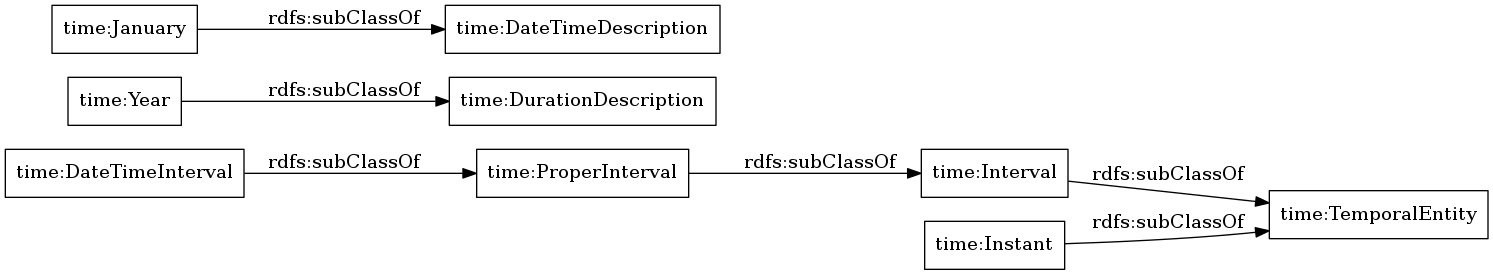 time:January rdfs:subClassOf time:DateTimeDescription
time:Year rdfs:subClassOf time:DurationDescription
time:DateTimeInterval rdfs:subClassOf time:ProperInterval rdfs:subClassOf time:Interval rdfs:subClassOf
time:TemporalEntity
time:Instant rdfs:subClassOf